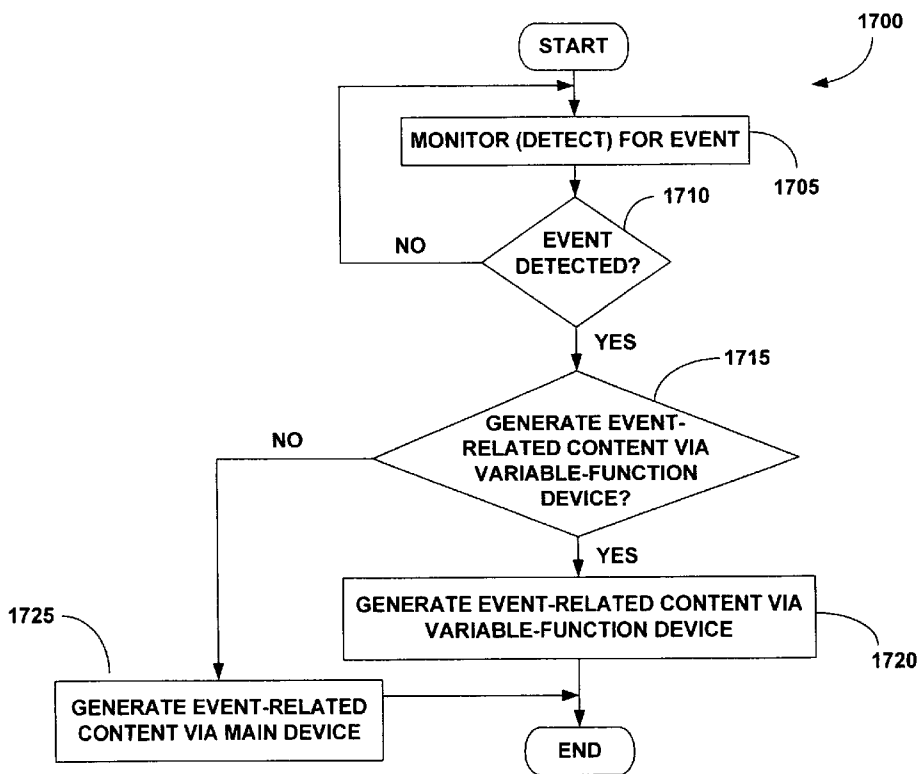 1700
START
MONITOR (DETECT) FOR EVENT
1705
1710
EVENT
DETECTED?
NO
YES
1715
GENERATE EVENT-
RELATED CONTENT VIA
VARIABLE-FUNCTION
DEVICE?
NO
YES
GENERATE EVENT-RELATED CONTENT VIA
VARIABLE-FUNCTION DEVICE
1720
1725
GENERATE EVENT-RELATED
CONTENT VIA MAIN DEVICE
END